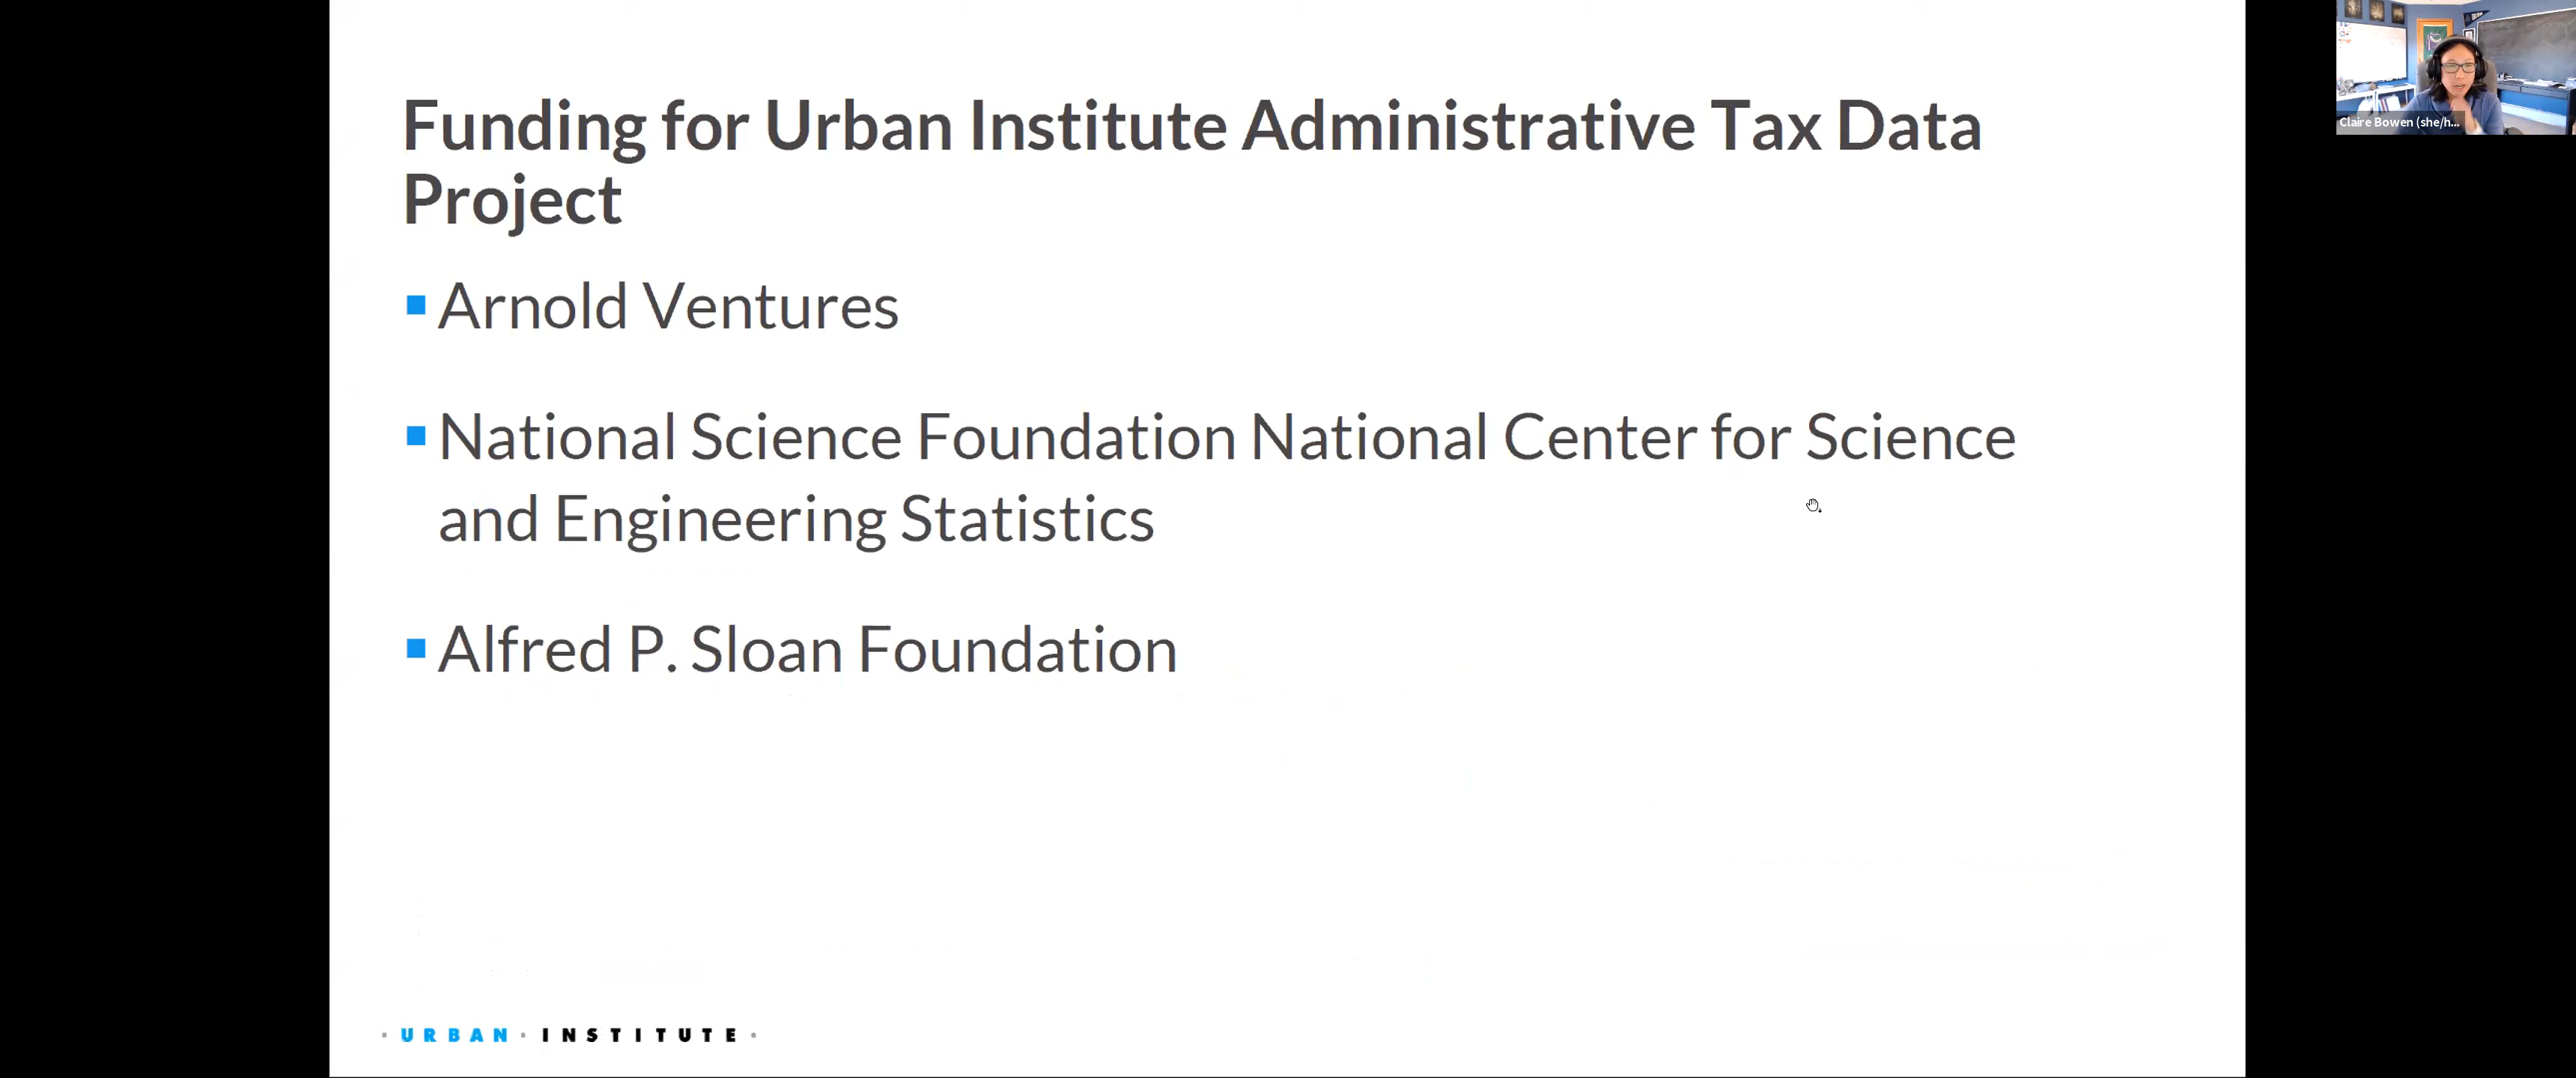 Funding for Urban Institute Administrative Tax Data
Project
Arnold Ventures
National Science Foundation National Center for Science
and Engineering Statistics
Alfred P. Sloan Foundation
URBAN · INSTITUTE
Claire Bowen (she/h...